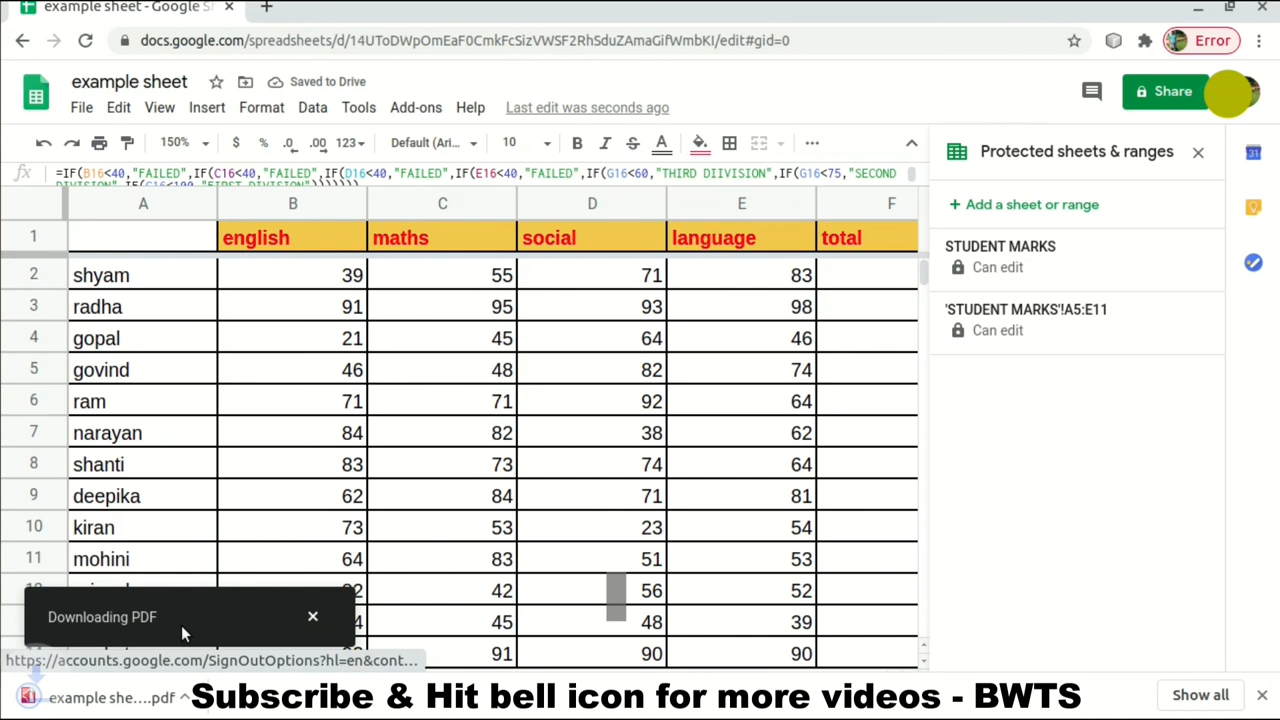 example sheet - Google S
docs.google.com/spreadsheets/d/14UToDWpOmEaF0CmkFcSizVWSF2RhSduZAmaGifWmbKI/edit#gid=0
Error
example sheet
Saved to Drive
File Edit View Insert Format Data Tools Add-ons Help Last edit was seconds ago
Share
150% $ % .0 .00 123 Default (Ari... 10 B I S A ...
fx =IF(B16<40,"FAILED",IF(C16<40,"FAILED",IF(D16<40,"FAILED",IF(E16<40,"FAILED",IF(G16<60,"THIRD DIIVISION",IF(G16<75,"SECOND
DIVISION",IF(G16<100,"FIRST DIVISION")))))))
A B C D E F
1 english maths social language total
2 shyam 39 55 71 83
3 radha 91 95 93 98
4 gopal 21 45 64 46
5 govind 46 48 82 74
6 ram 71 71 92 64
7 narayan 84 82 38 62
8 shanti 83 73 74 64
9 deepika 62 84 71 81
10 kiran 73 53 23 54
11 mohini 64 83 51 53
42 56 52
45 48 39
91 90 90
Protected sheets & ranges
+ Add a sheet or range
STUDENT MARKS
Can edit
'STUDENT MARKS'!A5:E11
Can edit
31
Downloading PDF
https://accounts.google.com/SignOutOptions?hl=en&cont...
example she....pdf
Subscribe & Hit bell icon for more videos - BWTS
Show all